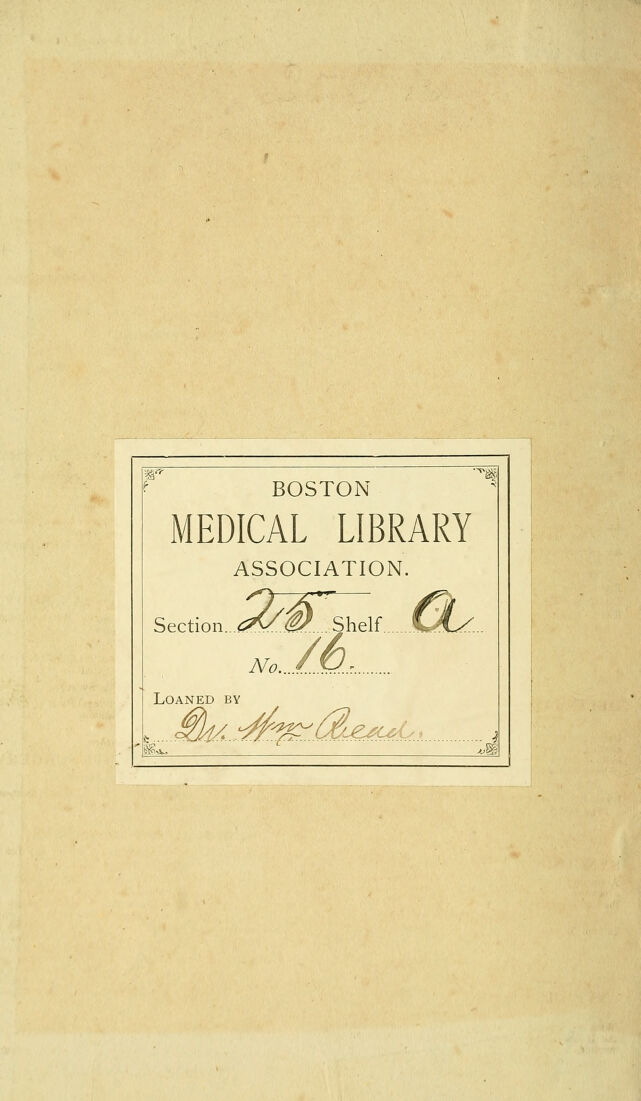 BOSTON
MEDICAL LIBRARY
ASSOCIATION.
Section 25 Shelf a
No. 16.
LOANED BY
Dr. Wm Read.